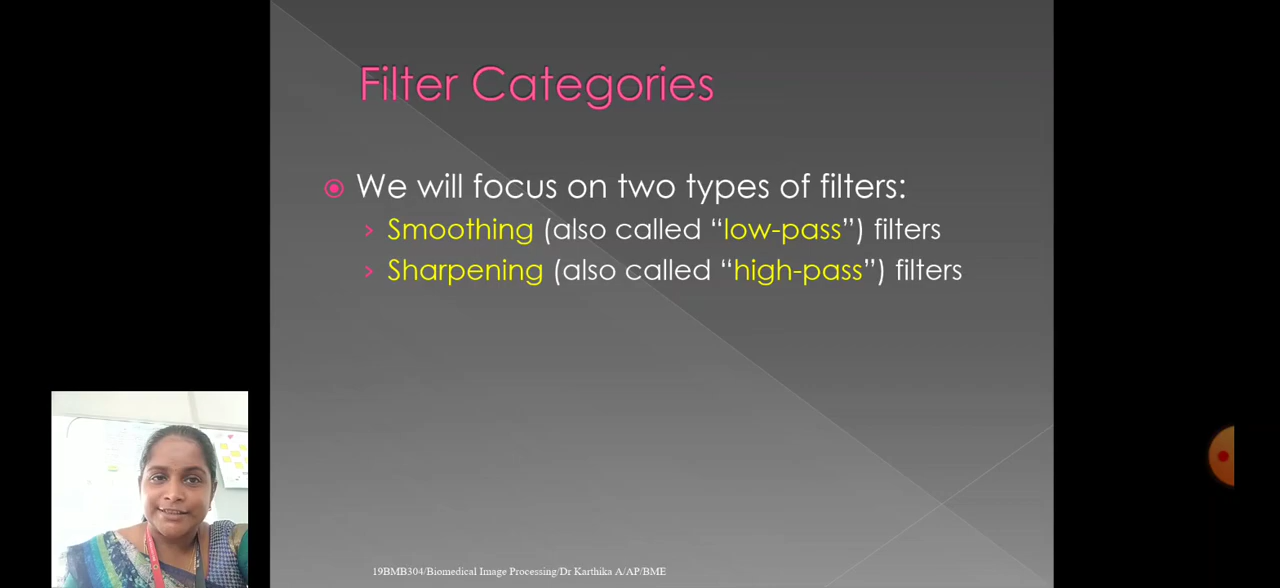 Filter Categories
We will focus on two types of filters:
Smoothing (also called “low-pass”) filters
Sharpening (also called “high-pass”) filters
19BMB304/Biomedical Image Processing/Dr Karthika A/AP/BME